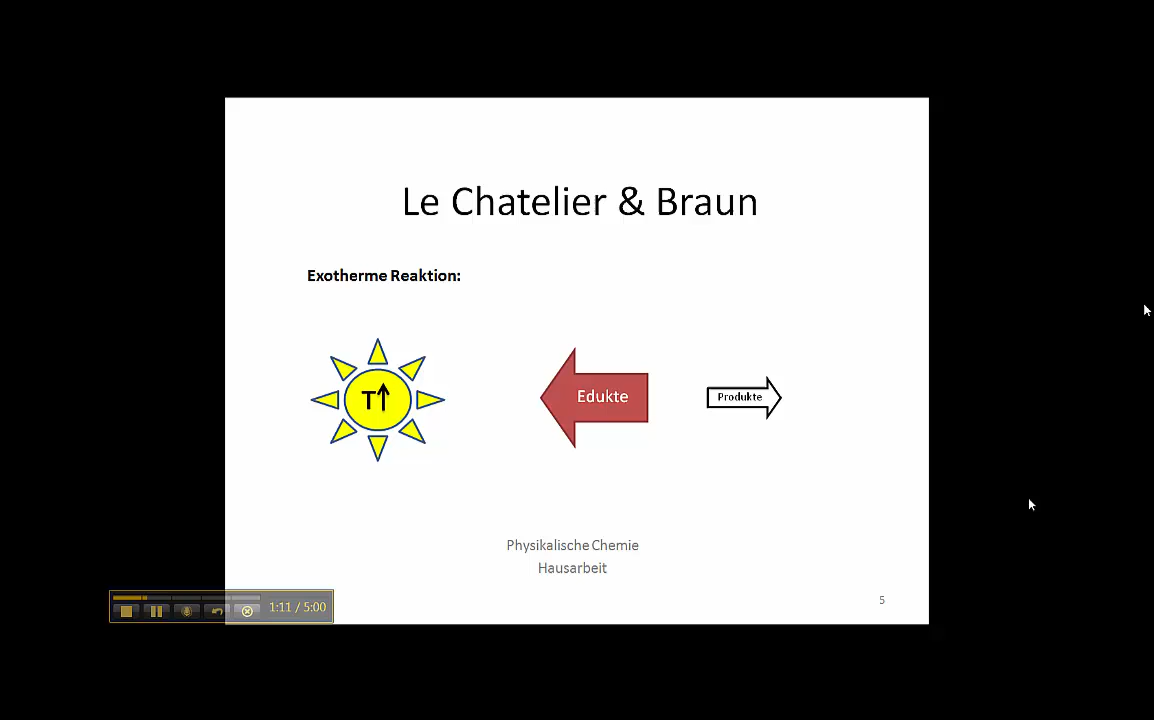 Le Chatelier & Braun
Exotherme Reaktion:
T↑
Edukte
Produkte
Physikalische Chemie
Hausarbeit
5
1:11 / 5:00